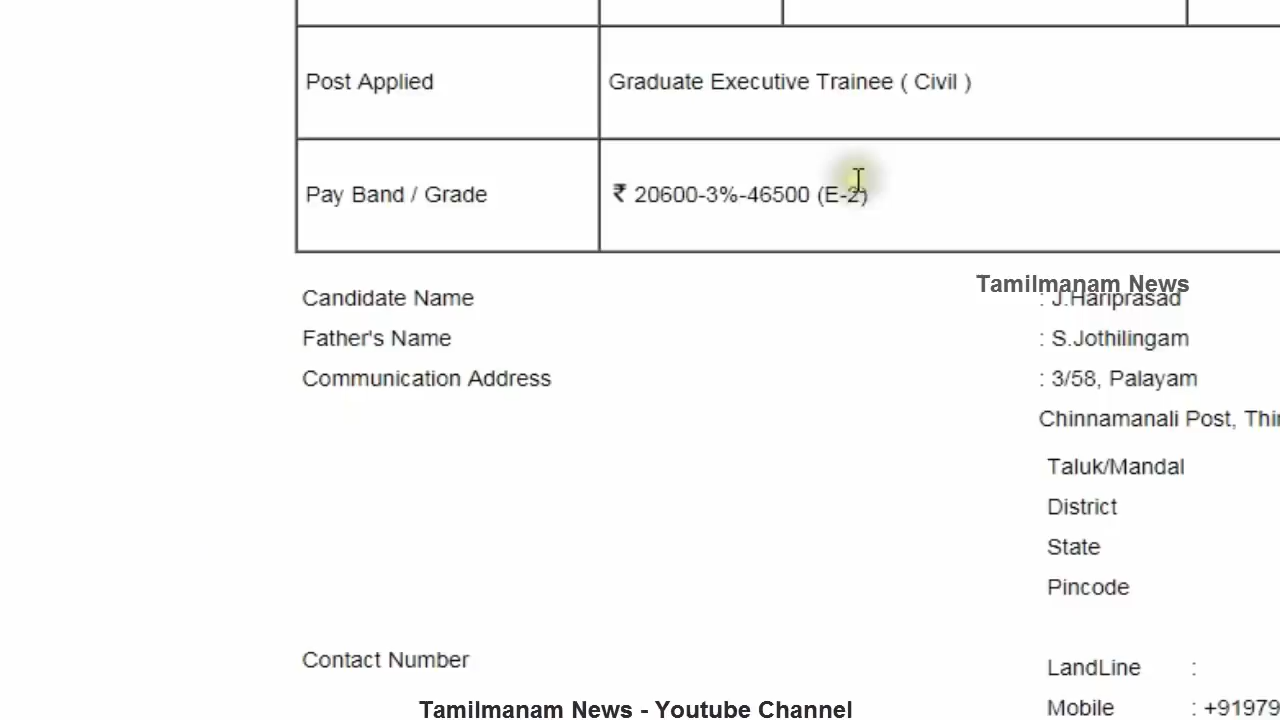 Post Applied Graduate Executive Trainee ( Civil )
Pay Band / Grade ₹ 20600-3%-46500 (E-2)
Tamilmanam News
Candidate Name : J.Hariprasad
Father's Name : S.Jothilingam
Communication Address : 3/58, Palayam
Chinnamanali Post,
Taluk/Mandal
District
State
Pincode
Contact Number
LandLine :
Mobile : +91979
Tamilmanam News - Youtube Channel